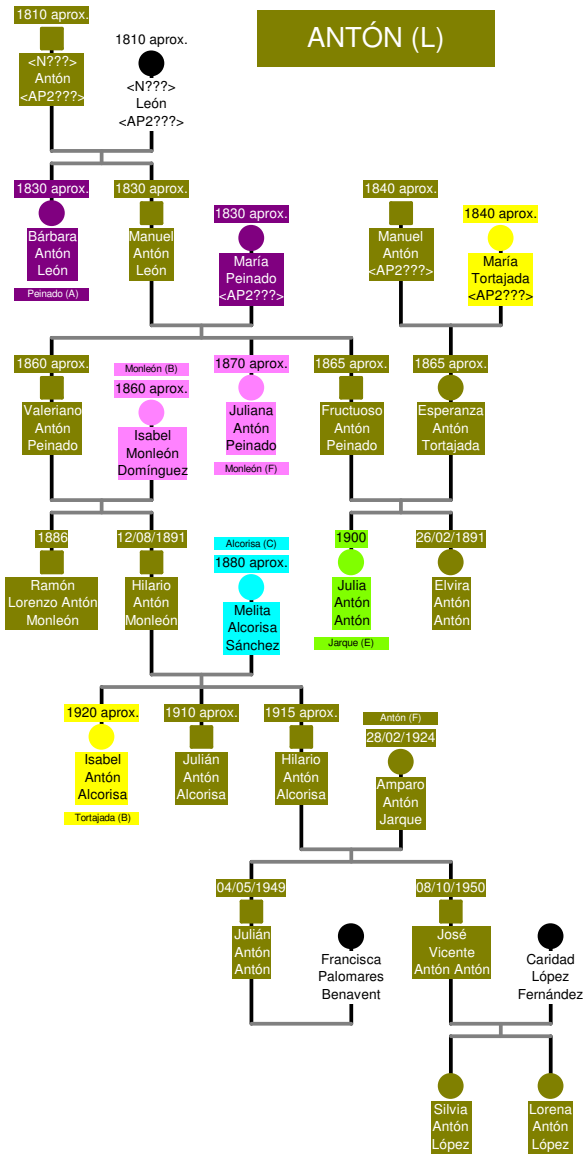 ANTÓN (L)
1810 aprox.
<N???>
Antón
<AP2???>
1810 aprox.
<N???>
León
<AP2???>
1830 aprox.
Bárbara
Antón
León
Peinado (A)
1830 aprox.
Manuel
Antón
León
1830 aprox.
María
Peinado
<AP2???>
1840 aprox.
Manuel
Antón
<AP2???>
1840 aprox.
María
Tortajada
<AP2???>
1860 aprox.
Valeriano
Antón
Peinado
Monleón (B)
1860 aprox.
Isabel
Monleón
Domínguez
1870 aprox.
Juliana
Antón
Peinado
Monleón (F)
1865 aprox.
Fructuoso
Antón
Peinado
1865 aprox.
Esperanza
Antón
Tortajada
1886
Ramón
Lorenzo Antón
Monleón
12/08/1891
Hilario
Antón
Monleón
Alcorisa (C)
1880 aprox.
Melita
Alcorisa
Sánchez
1900
Julia
Antón
Antón
Jarque (E)
26/02/1891
Elvira
Antón
Antón
1920 aprox.
Isabel
Antón
Alcorisa
Tortajada (B)
1910 aprox.
Julián
Antón
Alcorisa
1915 aprox.
Hilario
Antón
Alcorisa
Antón (F)
28/02/1924
Amparo
Antón
Jarque
04/05/1949
Julián
Antón
Antón
Francisca
Palomares
Benavent
08/10/1950
José
Vicente
Antón Antón
Caridad
López
Fernández
Silvia
Antón
López
Lorena
Antón
López